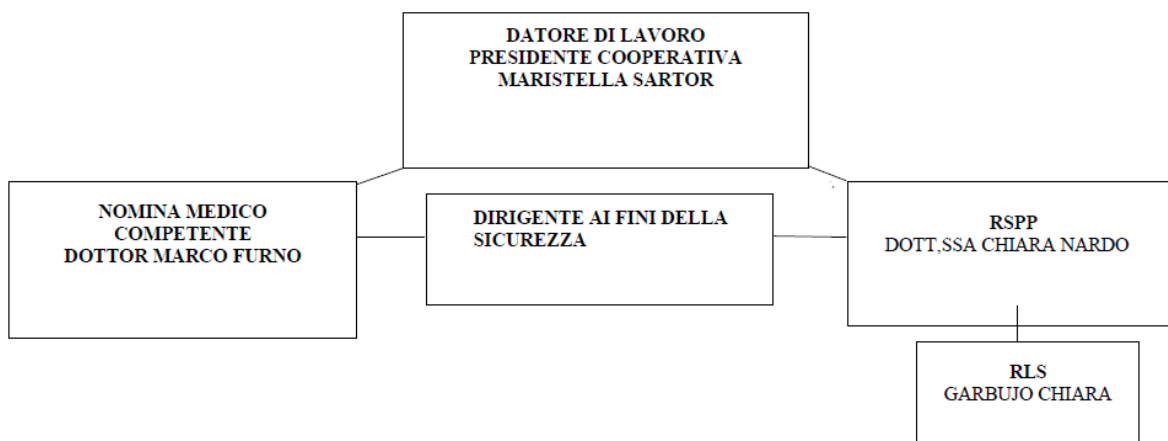 DATORE DI LAVORO
PRESIDENTE COOPERATIVA
MARISTELLA SARTOR
NOMINA MEDICO
COMPETENTE
DOTTOR MARCO FURNO
DIRIGENTE AI FINI DELLA
SICUREZZA
RSPP
DOTT,SSA CHIARA NARDO
RLS
GARBUJO CHIARA